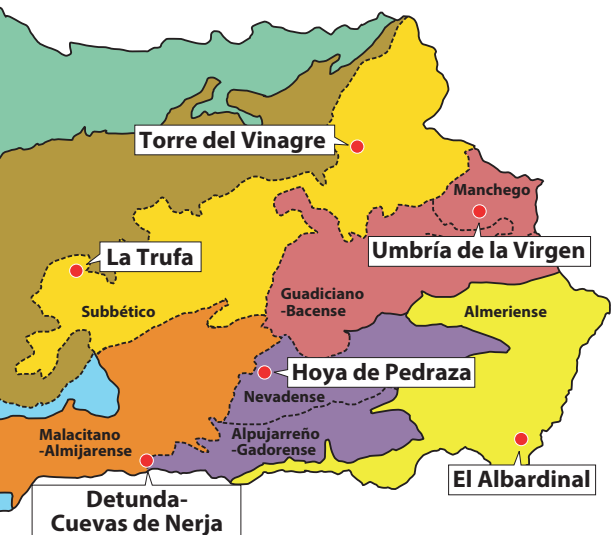 Torre del Vinagre
Manchego
La Trufa
Umbría de la Virgen
Subbético
Guadiciano
-Bacense
Almeriense
Hoya de Pedraza
Nevadense
Malacitano
-Almijarense
Alpujarreño
-Gadorense
El Albardinal
Detunda-
Cuevas de Nerja